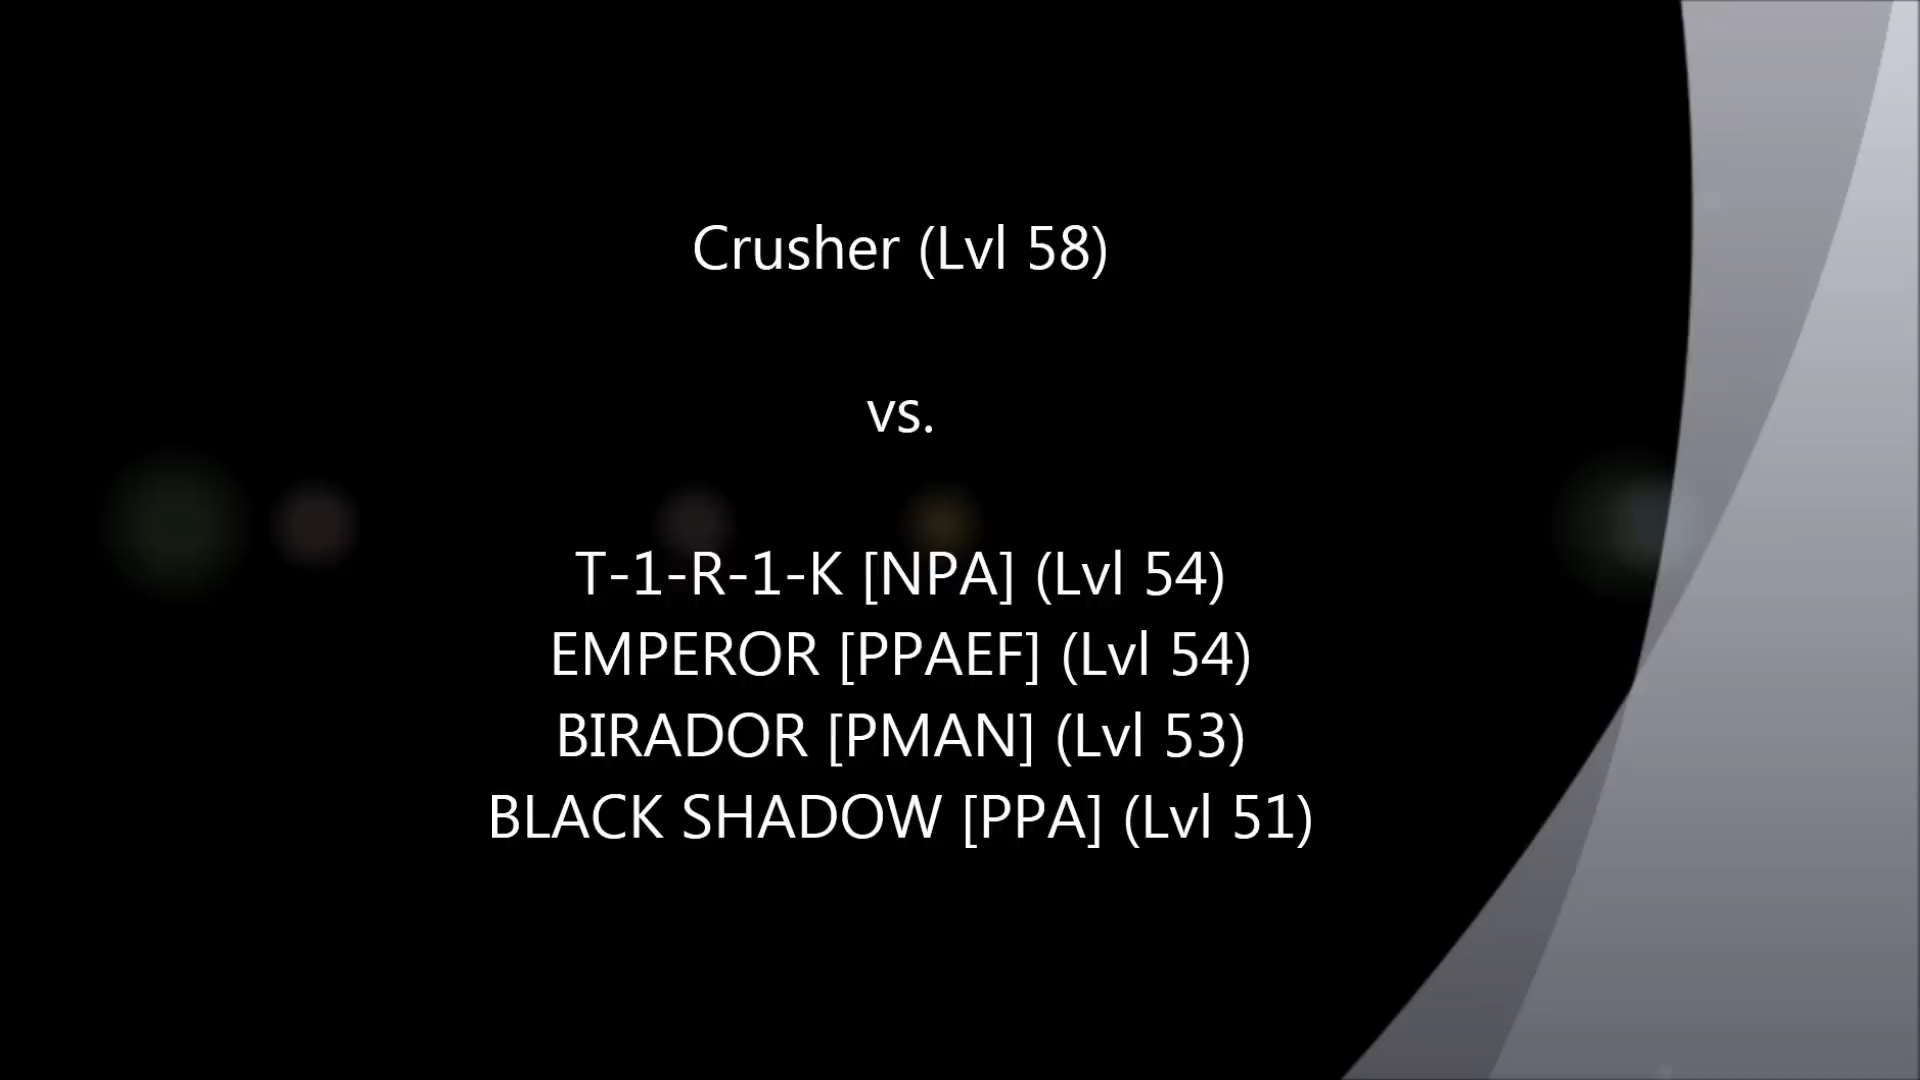 Crusher (Lvl 58)
vs.
T-1-R-1-K [NPA] (Lvl 54)
EMPEROR [PPAEF] (Lvl 54)
BIRADOR [PMAN] (Lvl 53)
BLACK SHADOW [PPA] (Lvl 51)